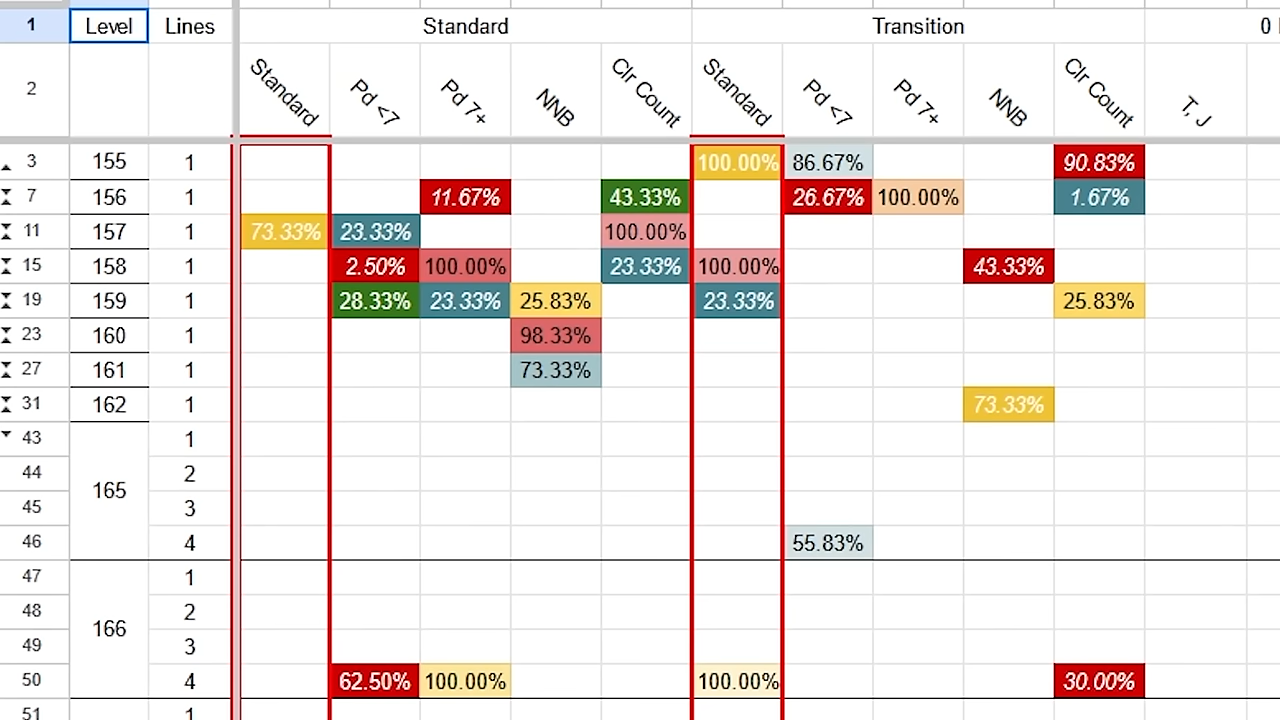 1 Level Lines Standard Transition 0
2 Standard Pd <7 Pd 7+ NNB Clr Count Standard Pd <7 Pd 7+ NNB Clr Count T, J
3 155 1 100.00% 86.67% 90.83%
7 156 1 11.67% 43.33% 26.67% 100.00% 1.67%
11 157 1 73.33% 23.33% 100.00%
15 158 1 2.50% 100.00% 23.33% 100.00% 43.33%
19 159 1 28.33% 23.33% 25.83% 23.33% 25.83%
23 160 1 98.33%
27 161 1 73.33%
31 162 1 73.33%
43 1
44 2
165
45 3
46 4 55.83%
47 1
48 2
166
49 3
50 4 62.50% 100.00% 100.00% 30.00%
51 1